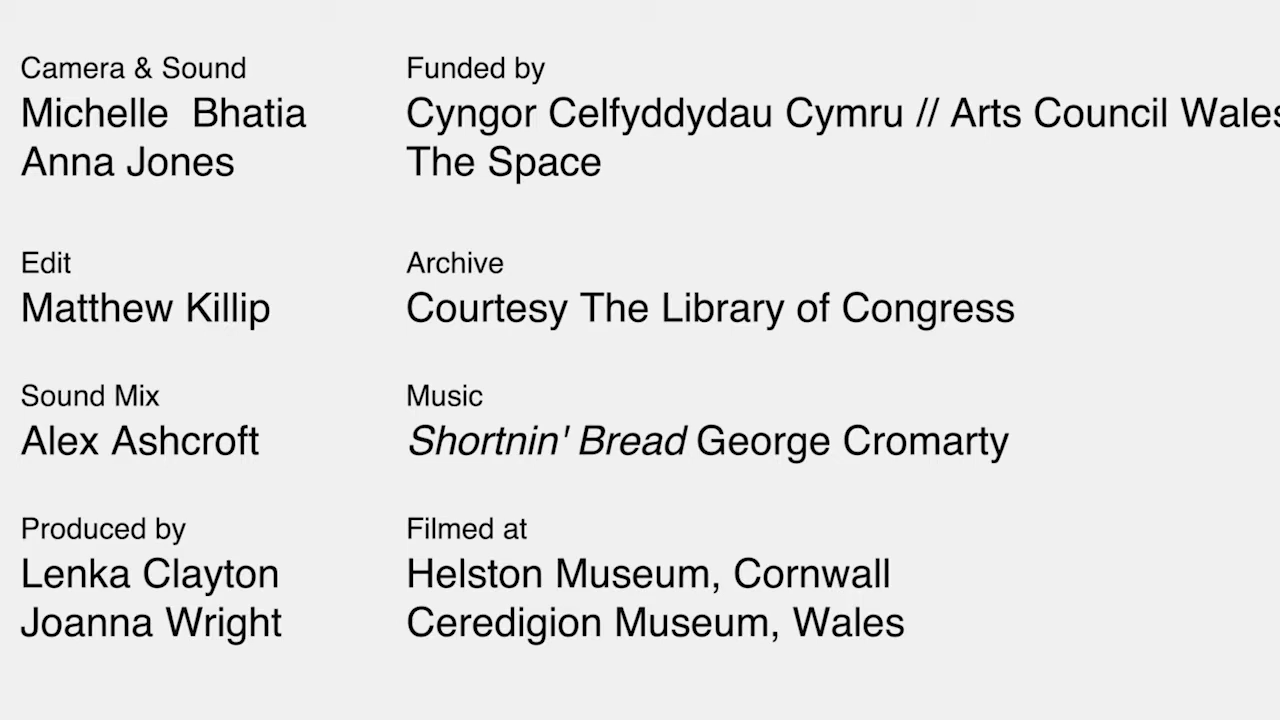 Camera & Sound
Michelle  Bhatia
Anna Jones
Edit
Matthew Killip
Sound Mix
Alex Ashcroft
Produced by
Lenka Clayton
Joanna Wright
Funded by
Cyngor Celfyddydau Cymru // Arts Council Wales
The Space
Archive
Courtesy The Library of Congress
Music
Shortnin' Bread George Cromarty
Filmed at
Helston Museum, Cornwall
Ceredigion Museum, Wales